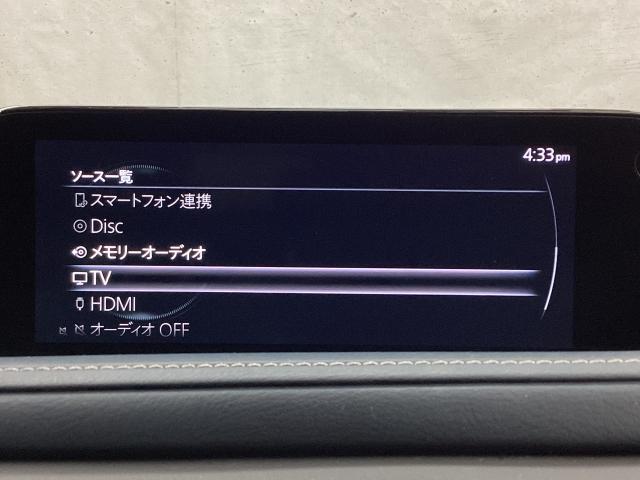 4:33pm
ソース一覧
スマートフォン連携
Disc
メモリーオーディオ
TV
HDMI
オーディオ OFF